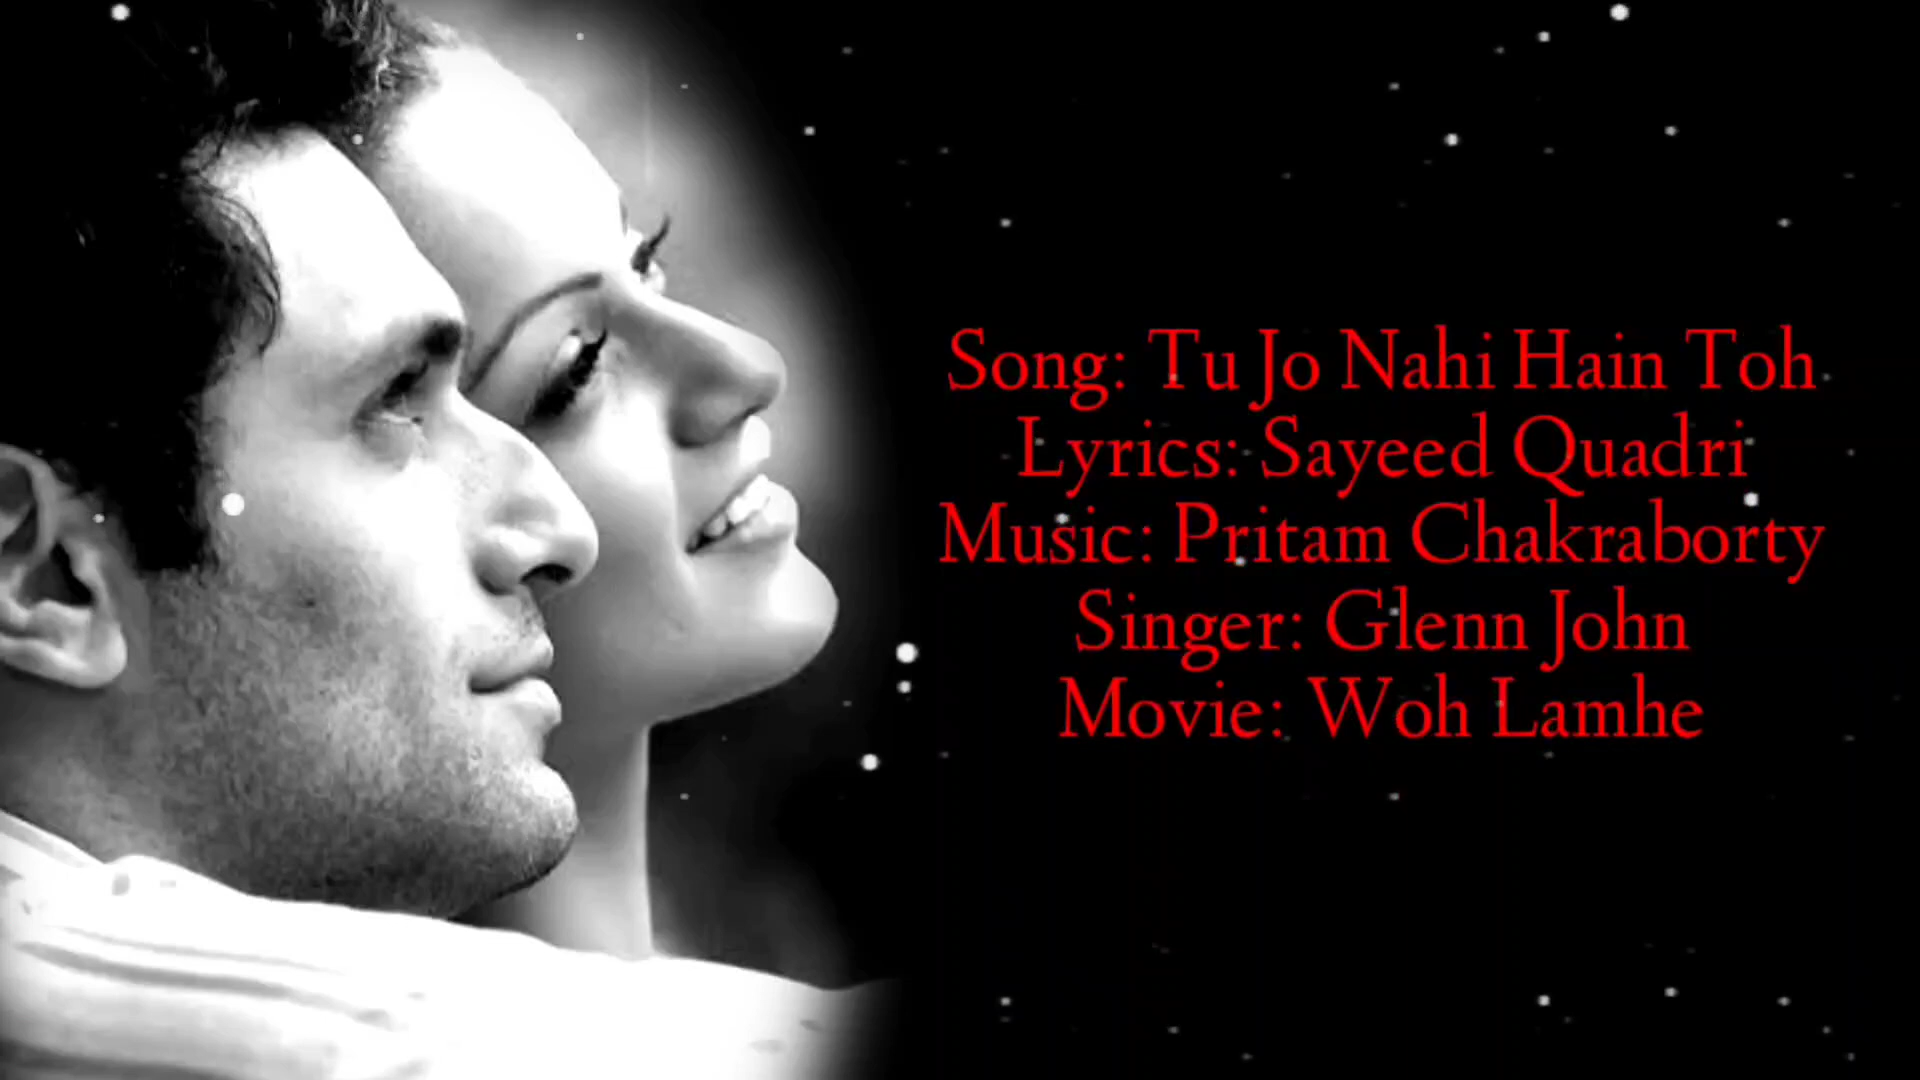 Song: Tu Jo Nahi Hain Toh
Lyrics: Sayeed Quadri
Music: Pritam Chakraborty
Singer: Glenn John
Movie: Woh Lamhe